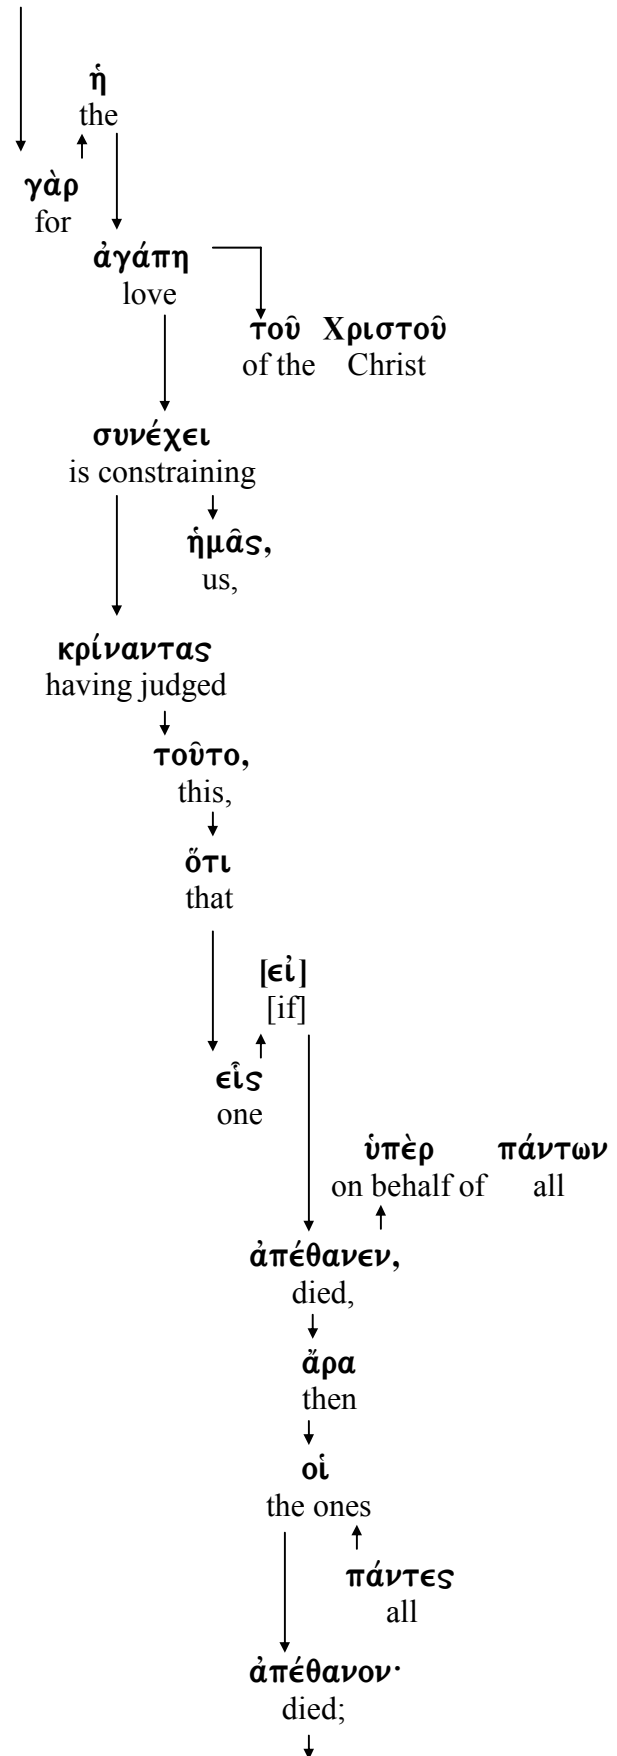 ἡ
the
γὰρ
for
ἀγάπη
love
τοῦ Χριστοῦ
of the Christ
συνέχει
is constraining
ἡμᾶς,
us,
κρίναντας
having judged
τοῦτο,
this,
ὅτι
that
[εἰ]
[if]
εἷς
one
ὑπὲρ πάντων
on behalf of all
ἀπέθανεν,
died,
ἄρα
then
οἱ
the ones
πάντες
all
ἀπέθανον·
died;